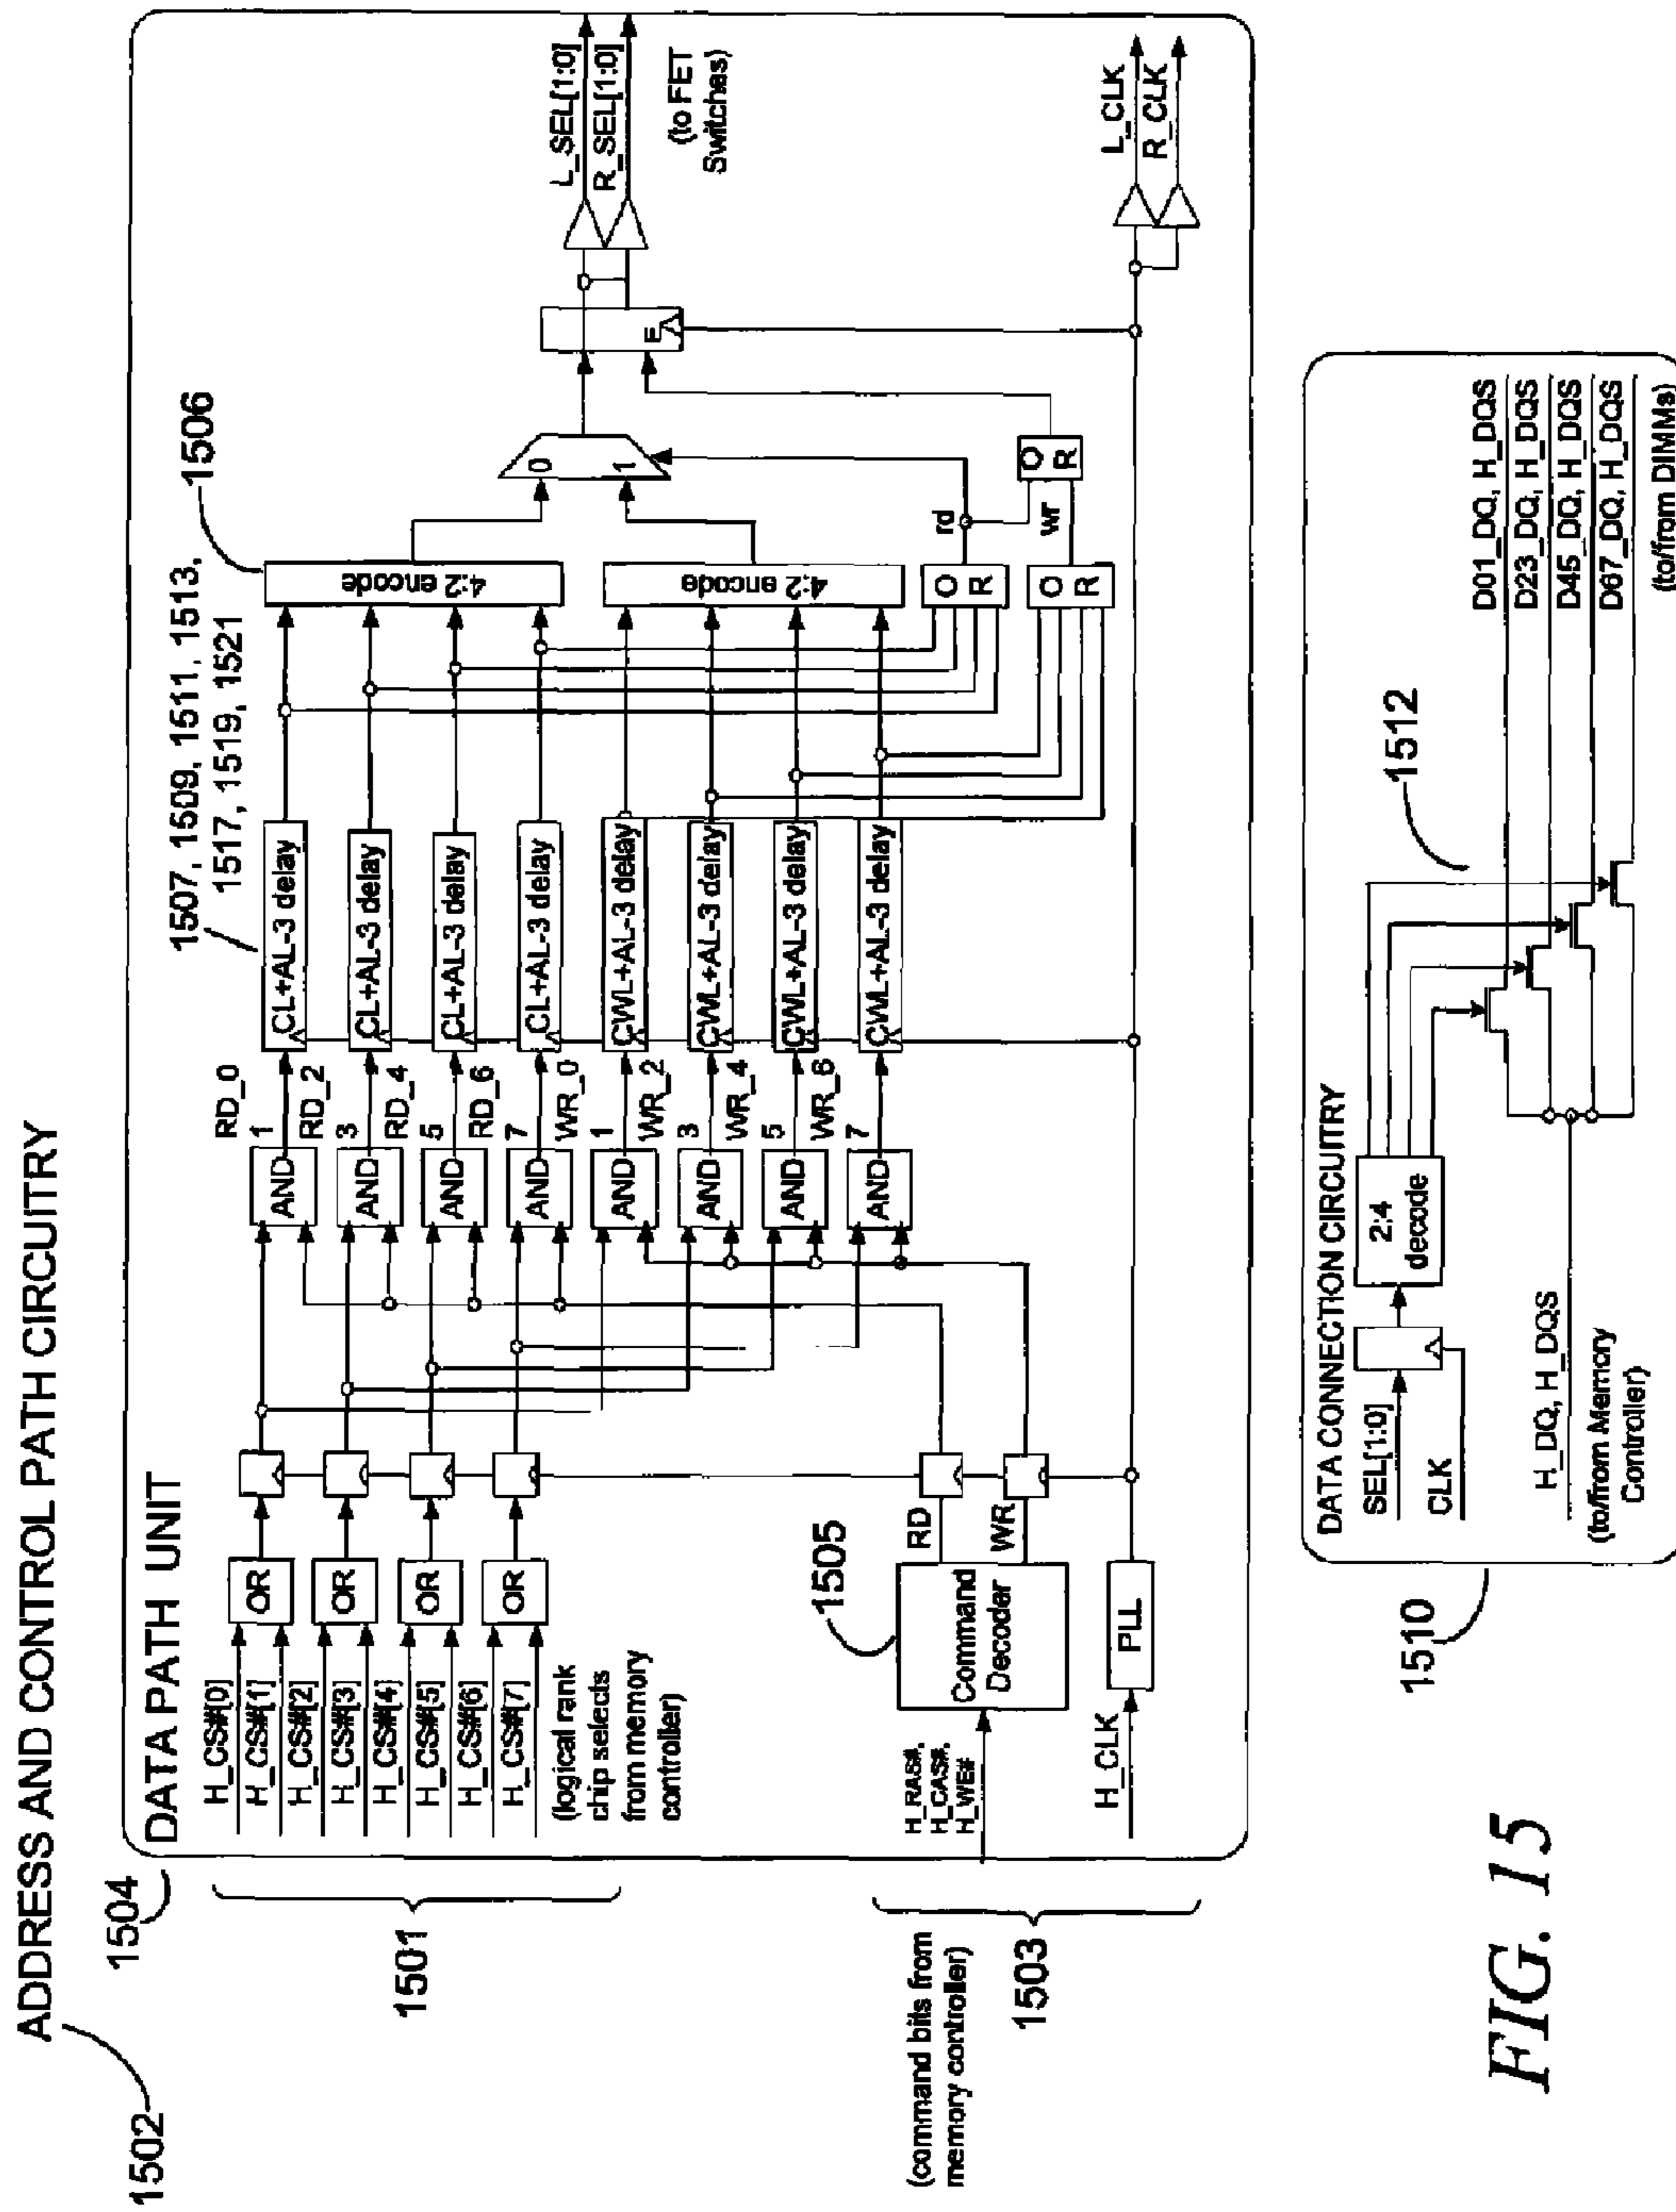 ADDRESS AND CONTROL PATH CIRCUITRY
1502
1504
DATA PATH UNIT
1501
H_CS#[0]
H_CS#[1]
H_CS#[2]
H_CS#[3]
H_CS#[4]
H_CS#[5]
H_CS#[6]
H_CS#[7]
(logical rank
chip selects
from memory
controller)
OR
OR
OR
OR
RD_0
1
RD_2
3
RD_4
5
RD_6
7
WR_0
1
WR_2
3
WR_4
5
WR_6
7
AND
AND
AND
AND
AND
AND
AND
AND
1507, 1509, 1511, 1513,
1517, 1519, 1521
CL+AL-3 delay
CL+AL-3 delay
CL+AL-3 delay
CL+AL-3 delay
CWL+AL-3 delay
CWL+AL-3 delay
CWL+AL-3 delay
CWL+AL-3 delay
1506
4:2 encode
4:2 encode
O
R
O
R
rd
wr
O
R
0
1
E
L_SEL[1:0]
R_SEL[1:0]
(to FET
Switches)
1503
(command bits from
memory controller)
H_RAS#,
H_CAS#,
H_WE#
1505
Command
Decoder
RD
WR
H_CLK
PLL
L_CLK
R_CLK
1510
DATA CONNECTION CIRCUITRY
SEL[1:0]
CLK
2:4
decode
1512
H_DQ, H_DQS
(to/from Memory
Controller)
D01_DQ, H_DQS
D23_DQ, H_DQS
D45_DQ, H_DQS
D67_DQ, H_DQS
(to/from DIMMs)
FIG. 15